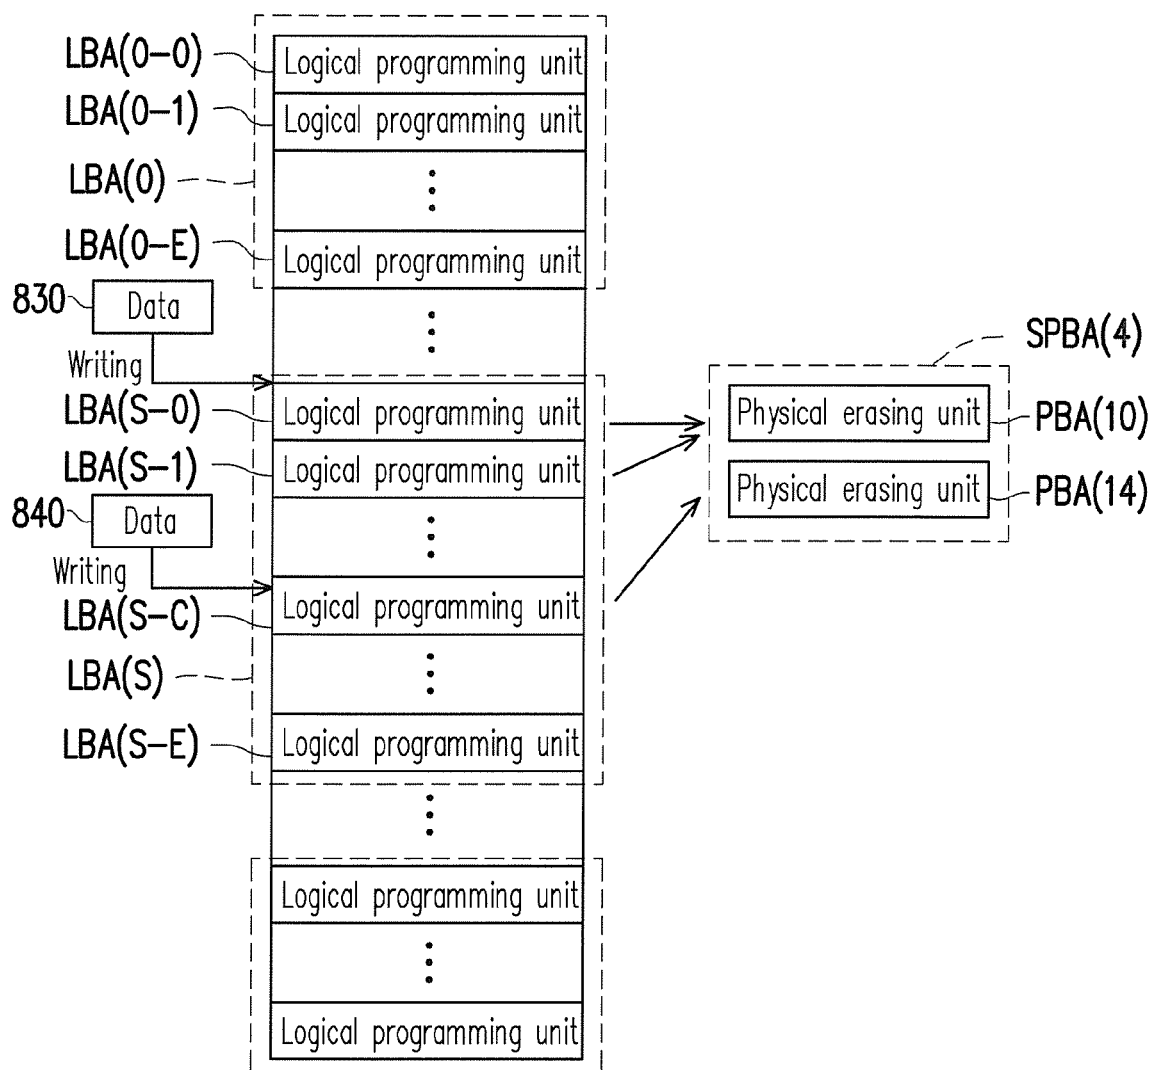 LBA(0-0)
Logical programming unit
LBA(0-1)
Logical programming unit
LBA(0)
LBA(0-E)
Logical programming unit
830
Data
Writing
LBA(S-0)
Logical programming unit
LBA(S-1)
Logical programming unit
840
Data
Writing
LBA(S-C)
Logical programming unit
LBA(S)
LBA(S-E)
Logical programming unit
Logical programming unit
Logical programming unit
SPBA(4)
Physical erasing unit
PBA(10)
Physical erasing unit
PBA(14)